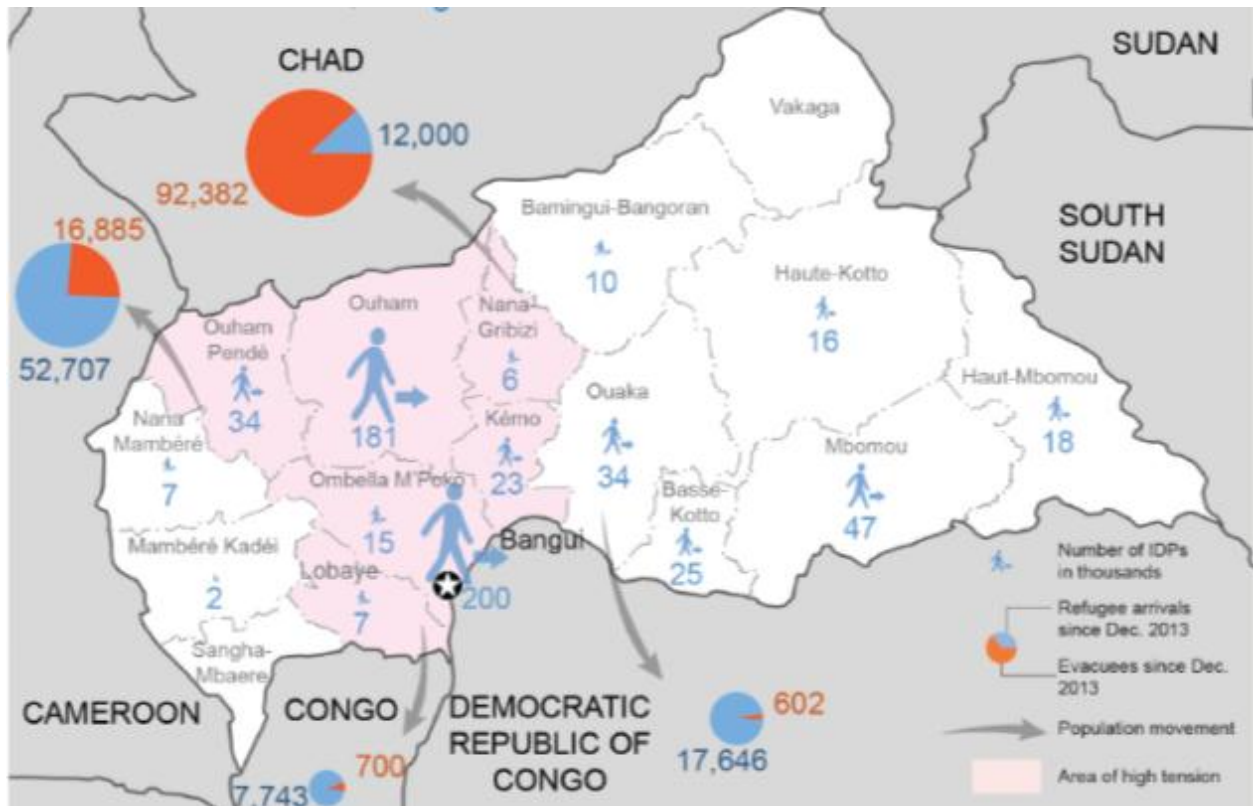 SUDAN
CHAD
Vakaga
12,000
92,382
Bamingui-Bangoran
10
SOUTH
SUDAN
16,885
52,707
Haute-Kotto
16
Ouham
181
Nana-
Gribizi
6
Ouham
Pendé
34
Haut-Mbomou
18
Ouaka
34
Kémo
23
Nana
Mambéré
7
Mbomou
47
Ombella M'Poko
15
Basse-
Kotto
25
Bangui
200
Mambéré Kadéi
2
Lobaye
7
Sangha-
Mbaere
Number of IDPs
in thousands
Refugee arrivals
since Dec. 2013
Evacuees since Dec.
2013
Population movement
Area of high tension
CAMEROON
CONGO
DEMOCRATIC
REPUBLIC OF
CONGO
602
17,646
700
7,743